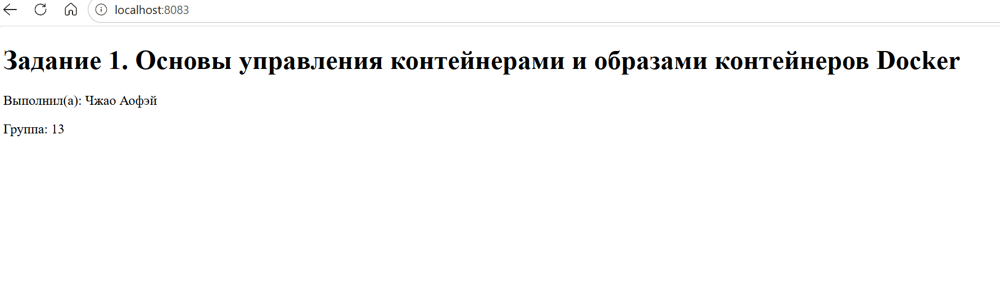 localhost:8083
Задание 1. Основы управления контейнерами и образами контейнеров Docker
Выполнил(а): Чжао Аофэй
Группа: 13